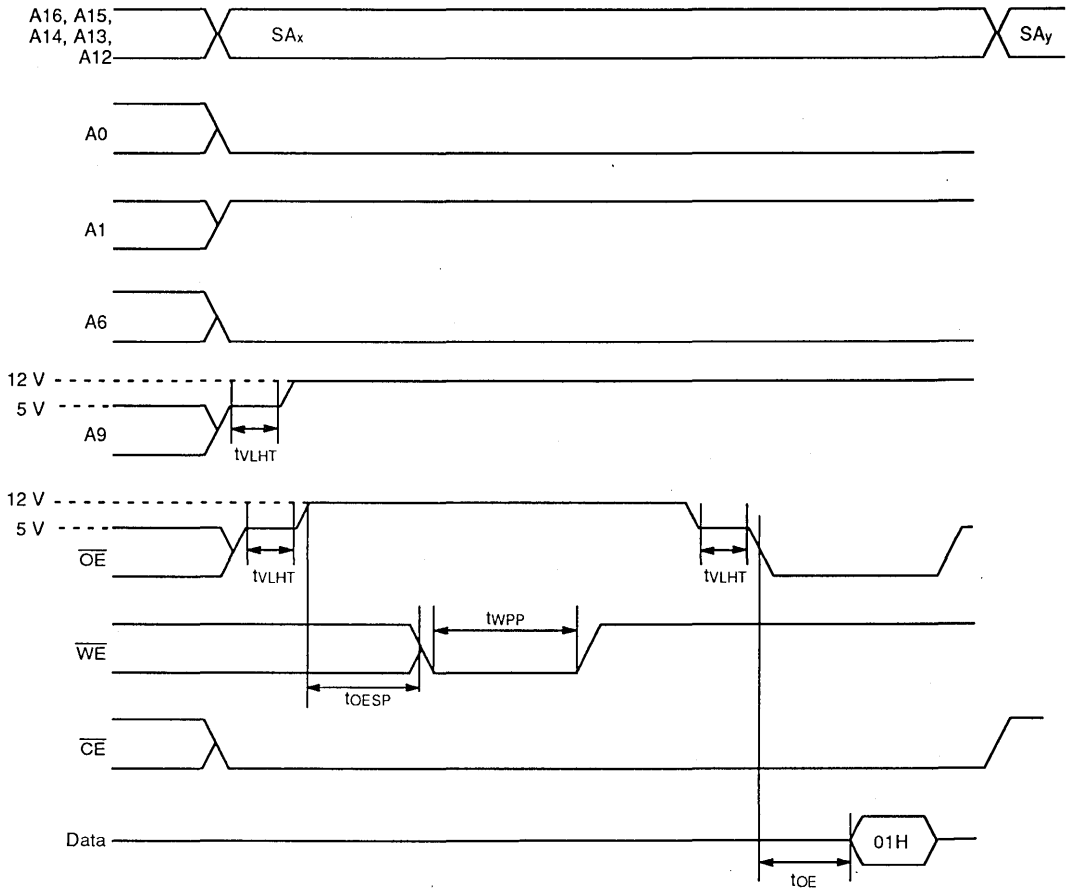 A16, A15,
A14, A13,
A12
SAx
SAy
A0
A1
A6
12 V
5 V
A9
tVLHT
12 V
5 V
OE
tVLHT
tVLHT
WE
tWPP
tOESP
CE
Data
01H
tOE